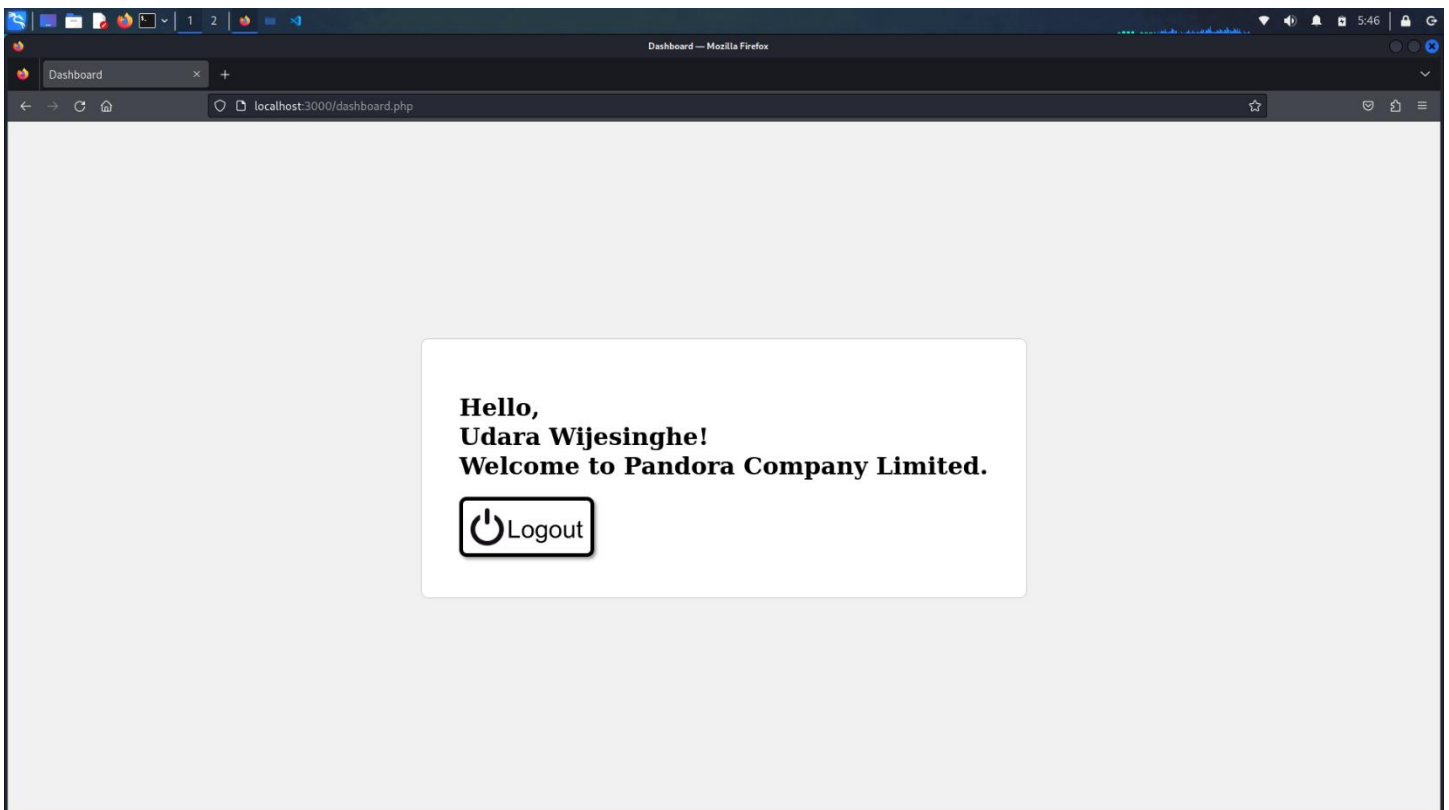 1 2 5:46
Dashboard — Mozilla Firefox
Dashboard
localhost:3000/dashboard.php
Hello,
Udara Wijesinghe!
Welcome to Pandora Company Limited.
Logout